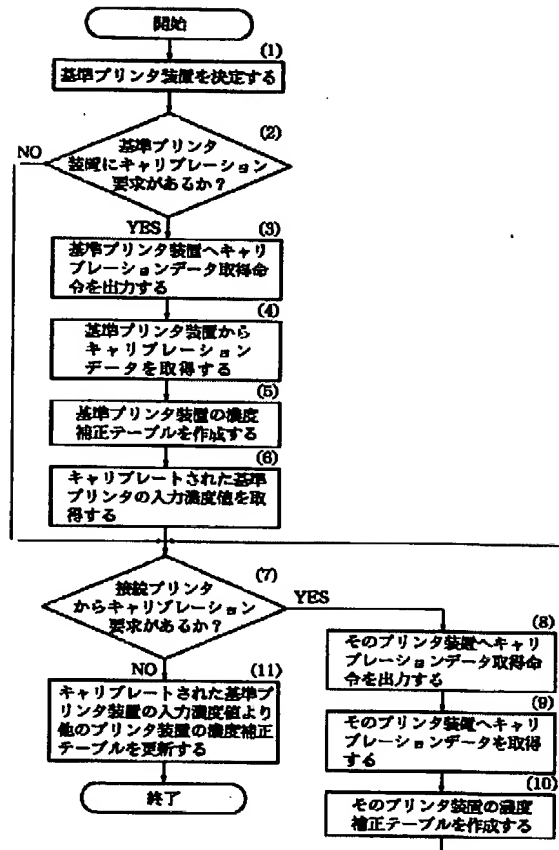 開始
(1)
基準プリンタ装置を決定する
(2)
基準プリンタ
装置にキャリブレーション
要求があるか?
NO
YES
(3)
基準プリンタ装置へキャリ
ブレーションデータ取得命
令を出力する
(4)
基準プリンタ装置から
キャリブレーション
データを取得する
(5)
基準プリンタ装置の濃度
補正テーブルを作成する
(6)
キャリブレートされた基準
プリンタの入力濃度値を取
得する
(7)
接続プリンタ
からキャリブレーション
要求があるか?
YES
NO
(8)
そのプリンタ装置へキャリ
ブレーションデータ取得命
令を出力する
(9)
そのプリンタ装置へキャリ
ブレーションデータを取得
する
(10)
そのプリンタ装置の濃度
補正テーブルを作成する
(11)
キャリブレートされた基準プ
リンタ装置の入力濃度値より
他のプリンタ装置の濃度補正
テーブルを更新する
終了